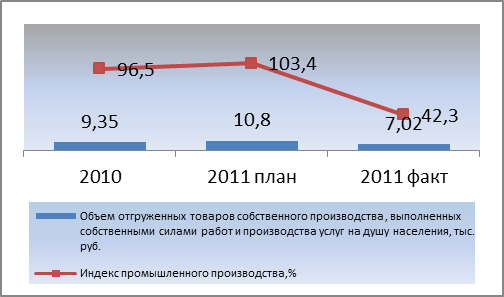 96,5
103,4
42,3
9,35
10,8
7,02
2010
2011 план
2011 факт
Объем отгруженных товаров собственного производства, выполненных
собственными силами работ и производства услуг на душу населения, тыс.
руб.
Индекс промышленного производства,%